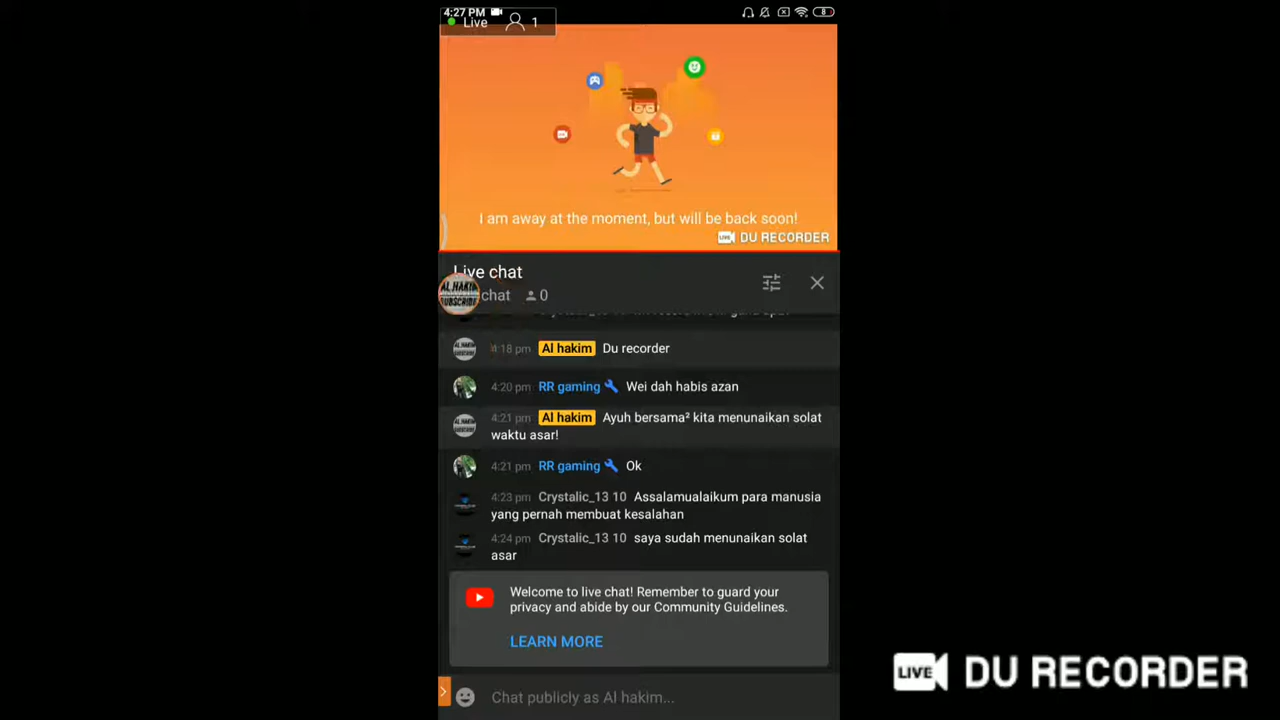 4:27 PM
8
Live 1
I am away at the moment, but will be back soon!
LIVE DU RECORDER
Live chat
chat 0
AL HAKIM
SUBSCRIBE
4:18 pm Al hakim Du recorder
4:20 pm RR gaming Wei dah habis azan
4:21 pm Al hakim Ayuh bersama² kita menunaikan solat
waktu asar!
4:21 pm RR gaming Ok
4:23 pm Crystalic_13 10 Assalamualaikum para manusia
yang pernah membuat kesalahan
4:24 pm Crystalic_13 10 saya sudah menunaikan solat
asar
Welcome to live chat! Remember to guard your
privacy and abide by our Community Guidelines.
LEARN MORE
Chat publicly as Al hakim...
LIVE DU RECORDER